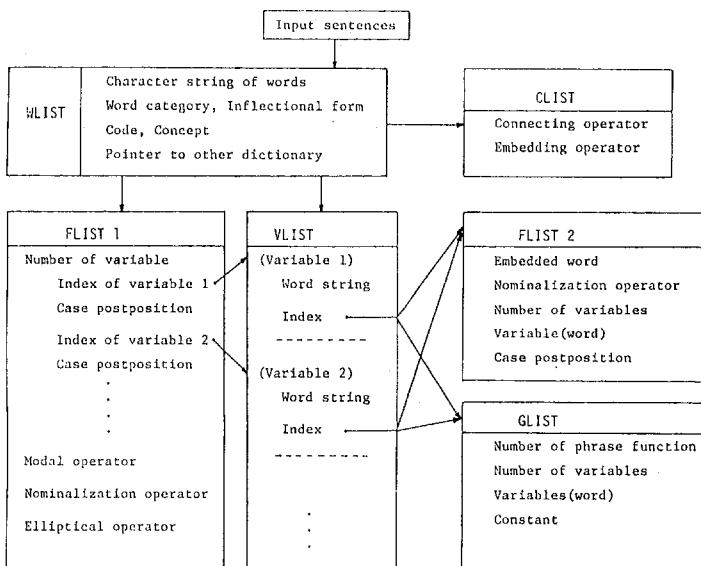 Input sentences
WLIST
Character string of words
Word category, Inflectional form
Code, Concept
Pointer to other dictionary
CLIST
Connecting operator
Embedding operator
FLIST 1
Number of variable
Index of variable 1
Case postposition
Index of variable 2
Case postposition
Modal operator
Nominalization operator
Elliptical operator
VLIST
(Variable 1)
Word string
Index
(Variable 2)
Word string
Index
FLIST 2
Embedded word
Nominalization operator
Number of variables
Variable(word)
Case postposition
GLIST
Number of phrase function
Number of variables
Variables(word)
Constant